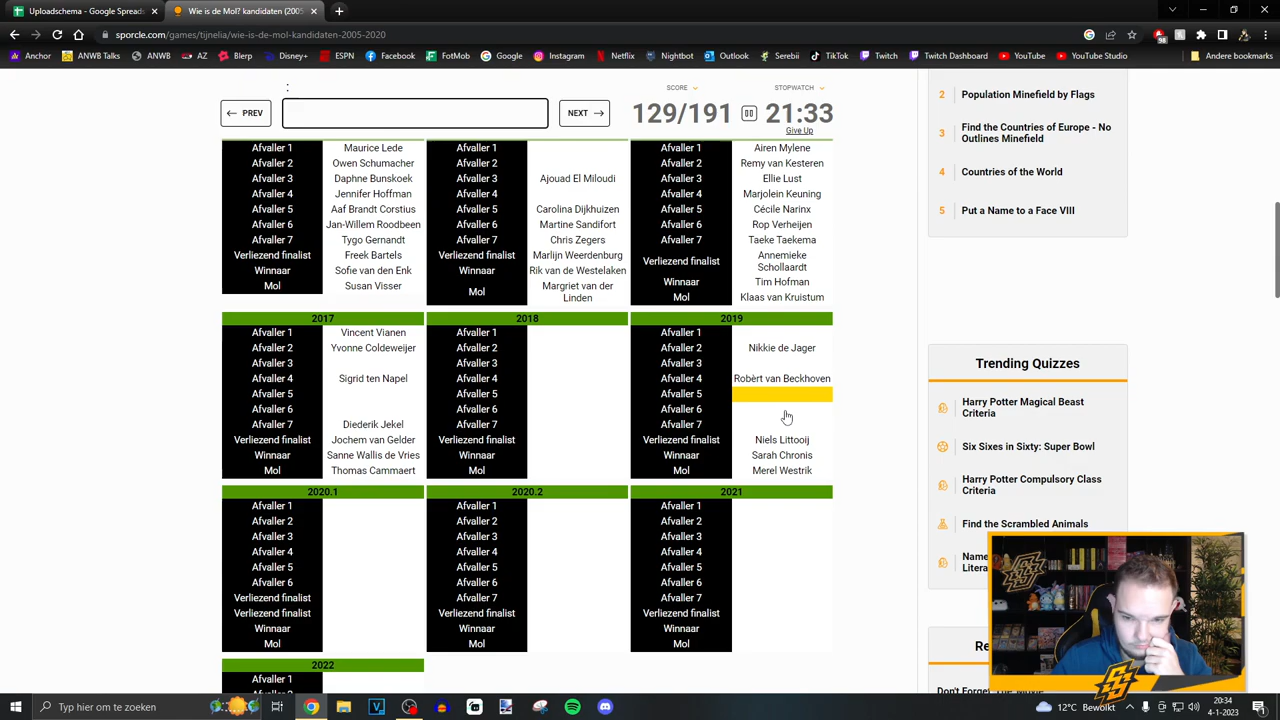 Uploadschema - Google Spreads
Wie is de Mol? kandidaten (2005
sporcle.com/games/tijnelia/wie-is-de-mol-kandidaten-2005-2020
Anchor ANWB Talks ANWB AZ Brelp Disney+ ESPN Facebook FotMob Google Instagram Netflix Nightbot Outlook Serebii TikTok Twitch Twitch Dashboard YouTube YouTube Studio Andere bookmarks
:
PREV
NEXT
SCORE
129/191
STOPWATCH
21:33
Give Up
Afvaller 1 Maurice Lede Afvaller 1 Afvaller 1 Airen Mylene
Afvaller 2 Owen Schumacher Afvaller 2 Afvaller 2 Remy van Kesteren
Afvaller 3 Daphne Bunskoek Afvaller 3 Ajouad El Miloudi Afvaller 3 Ellie Lust
Afvaller 4 Jennifer Hoffman Afvaller 4 Afvaller 4 Marjolein Keuning
Afvaller 5 Aaf Brandt Corstius Afvaller 5 Carolina Dijkhuizen Afvaller 5 Cécile Narinx
Afvaller 6 Jan-Willem Roodbeen Afvaller 6 Martine Sandifort Afvaller 6 Rop Verheijen
Afvaller 7 Tygo Gernandt Afvaller 7 Chris Zegers Afvaller 7 Taeke Taekema
Verliezend finalist Freek Bartels Verliezend finalist Marlijn Weerdenburg Verliezend finalist Annemieke Schollaardt
Winnaar Sofie van den Enk Winnaar Rik van de Westelaken Winnaar Tim Hofman
Mol Susan Visser Mol Margriet van der Linden Mol Klaas van Kruistum
2017 2018 2019
Afvaller 1 Vincent Vianen Afvaller 1 Afvaller 1
Afvaller 2 Yvonne Coldeweijer Afvaller 2 Afvaller 2 Nikkie de Jager
Afvaller 3 Afvaller 3 Afvaller 3
Afvaller 4 Sigrid ten Napel Afvaller 4 Afvaller 4 Robèrt van Beckhoven
Afvaller 5 Afvaller 5 Afvaller 5
Afvaller 6 Afvaller 6 Afvaller 6
Afvaller 7 Diederik Jekel Afvaller 7 Afvaller 7
Verliezend finalist Jochem van Gelder Verliezend finalist Verliezend finalist Niels Littooij
Winnaar Sanne Wallis de Vries Winnaar Winnaar Sarah Chronis
Mol Thomas Cammaert Mol Mol Merel Westrik
2020.1 2020.2 2021
Afvaller 1 Afvaller 1 Afvaller 1
Afvaller 2 Afvaller 2 Afvaller 2
Afvaller 3 Afvaller 3 Afvaller 3
Afvaller 4 Afvaller 4 Afvaller 4
Afvaller 5 Afvaller 5 Afvaller 5
Afvaller 6 Afvaller 6 Afvaller 6
Verliezend finalist Afvaller 7 Afvaller 7
Verliezend finalist Verliezend finalist Verliezend finalist
Winnaar Winnaar Winnaar
Mol Mol Mol
2022
Afvaller 1
2 Population Minefield by Flags
3 Find the Countries of Europe - No
Outlines Minefield
4 Countries of the World
5 Put a Name to a Face VIII
Trending Quizzes
Harry Potter Magical Beast
Criteria
Six Sixes in Sixty: Super Bowl
Harry Potter Compulsory Class
Criteria
Find the Scrambled Animals
Name
Litera
Re
Don't Forget The Movie
Typ hier om te zoeken
12°C Bewolkt
20:34
4-1-2023